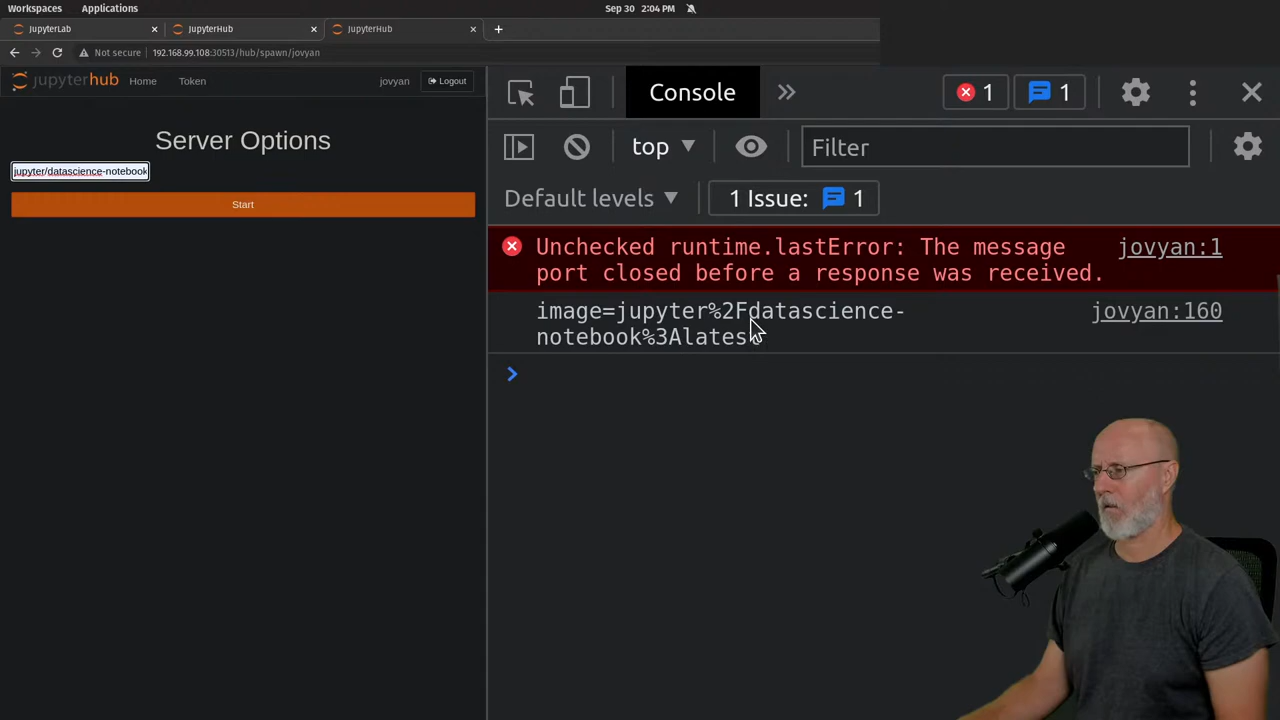 Workspaces Applications Sep 30 2:04 PM
JupyterLab × JupyterHub × JupyterHub × +
Not secure 192.168.99.108:30513/hub/spawn/jovyan
jupyterhub Home Token jovyan Logout
Console 1 1
top Filter
Server Options
jupyter/datascience-notebook
Default levels 1 Issue: 1
Start
Unchecked runtime.lastError: The message jovyan:1
port closed before a response was received.
image=jupyter%2Fdatascience- jovyan:160
notebook%3Alatest